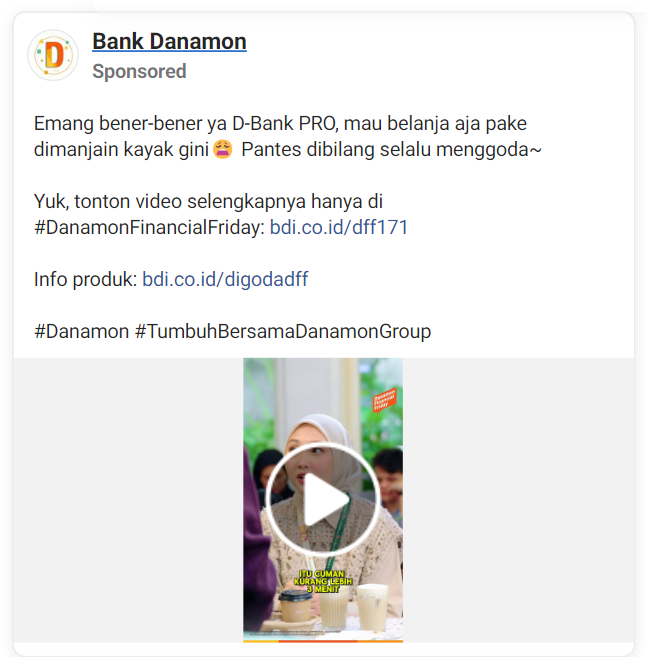 D
Bank Danamon
Sponsored
Emang bener-bener ya D-Bank PRO, mau belanja aja pake
dimanjain kayak gini😩 Pantes dibilang selalu menggoda~
Yuk, tonton video selengkapnya hanya di
#DanamonFinancialFriday: bdi.co.id/dff171
Info produk: bdi.co.id/digodadff
#Danamon #TumbuhBersamaDanamonGroup
Danamon
Financial
Friday
ITU CUMAN
KURANG LEBIH
3 MENIT